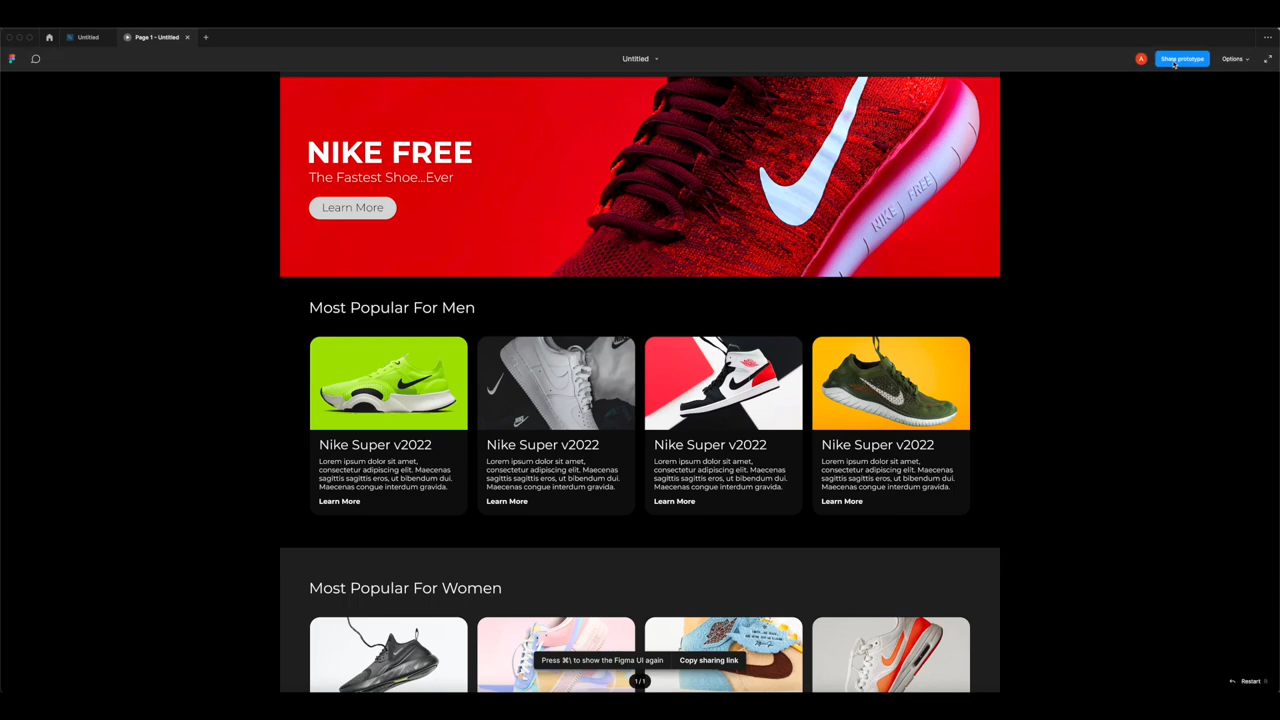 Untitled
Page 1 - Untitled
Untitled
A
Share prototype
Options
NIKE FREE
The Fastest Shoe...Ever
Learn More
NIKE
FREE
Most Popular For Men
Nike Super v2022
Lorem ipsum dolor sit amet,
consectetur adipiscing elit. Maecenas
sagittis sagittis eros, ut bibendum dui.
Maecenas congue interdum gravida.
Learn More
Nike Super v2022
Lorem ipsum dolor sit amet,
consectetur adipiscing elit. Maecenas
sagittis sagittis eros, ut bibendum dui.
Maecenas congue interdum gravida.
Learn More
Nike Super v2022
Lorem ipsum dolor sit amet,
consectetur adipiscing elit. Maecenas
sagittis sagittis eros, ut bibendum dui.
Maecenas congue interdum gravida.
Learn More
Nike Super v2022
Lorem ipsum dolor sit amet,
consectetur adipiscing elit. Maecenas
sagittis sagittis eros, ut bibendum dui.
Maecenas congue interdum gravida.
Learn More
Most Popular For Women
Press ⌘\ to show the Figma UI again
Copy sharing link
1 / 1
Restart